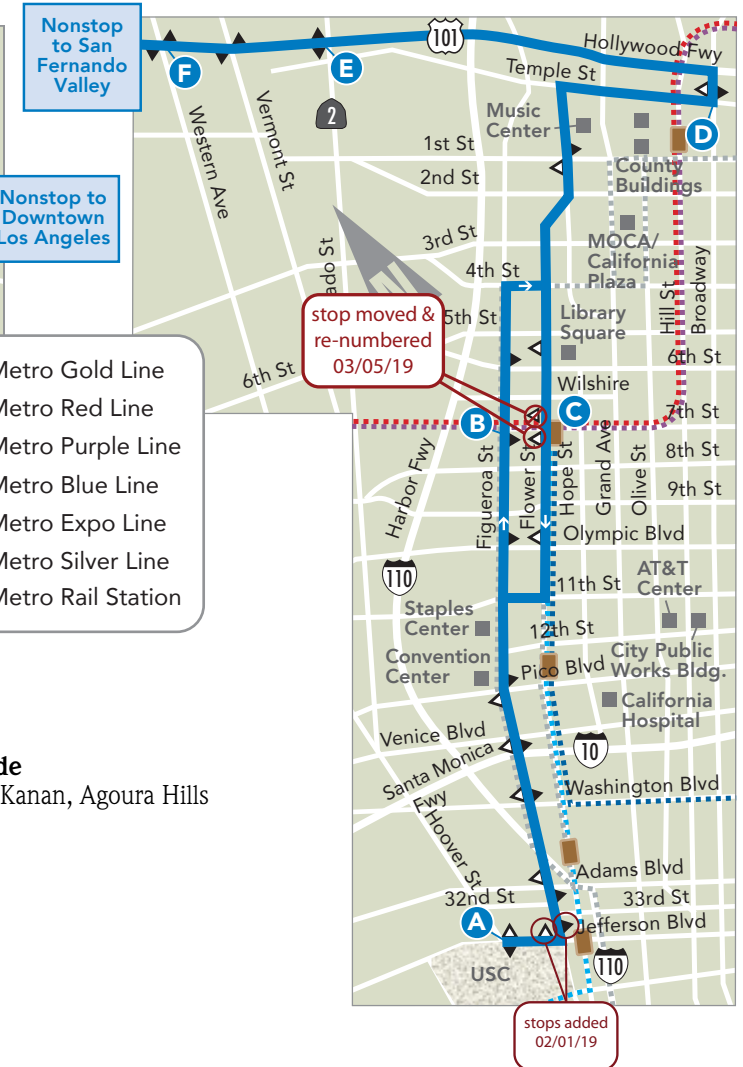 Nonstop
to San
Fernando
Valley
F
E
101
Hollywood Fwy
Temple St
D
2
Western Ave
Vermont St
Music
Center
1st St
2nd St
County
Buildings
Nonstop to
Downtown
Los Angeles
ado St
3rd St
MOCA/
California
Plaza
4th St
Hill St
Broadway
stop moved &
re-numbered
03/05/19
5th St
Library
Square
6th St
6th St
Wilshire
Metro Gold Line
Metro Red Line
Metro Purple Line
Metro Blue Line
Metro Expo Line
Metro Silver Line
Metro Rail Station
B
C
7th St
8th St
9th St
Harbor Fwy
Figueroa St
Flower St
Hope St
Grand Ave
Olive St
Olympic Blvd
110
11th St
AT&T
Center
Staples
Center
12th St
Convention
Center
Pico Blvd
City Public
Works Bldg.
California
Hospital
Venice Blvd
10
Santa Monica
Fwy
Washington Blvd
de
Kanan, Agoura Hills
Hoover St
Adams Blvd
32nd St
33rd St
A
Jefferson Blvd
USC
110
stops added
02/01/19